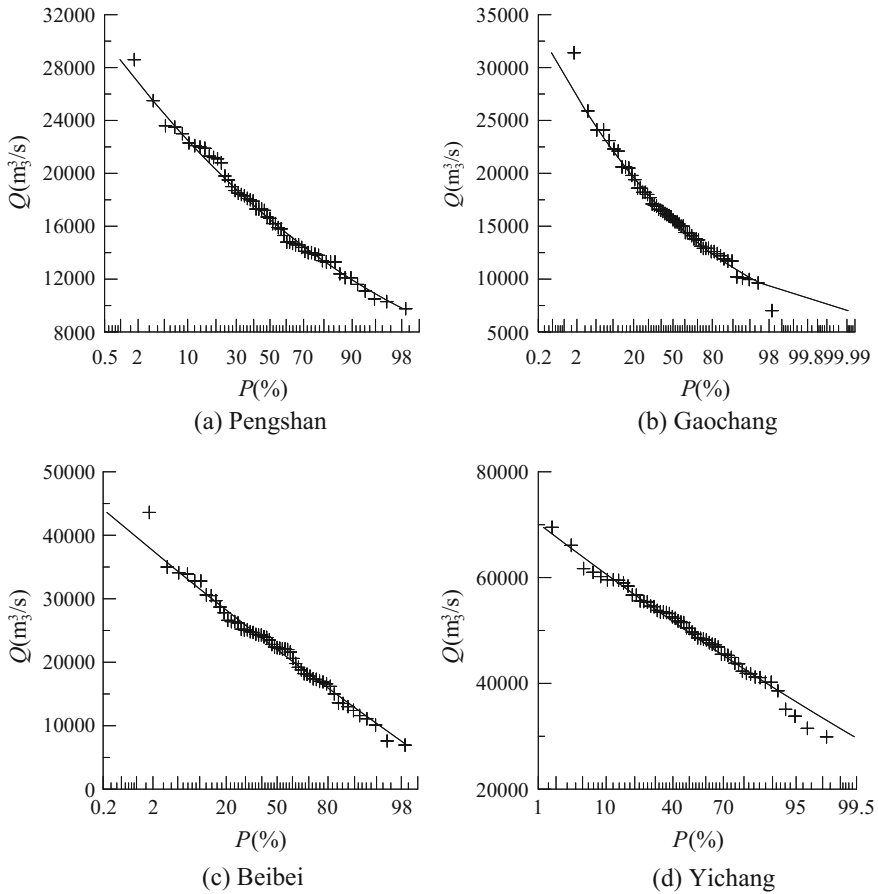 32000
28000
24000
20000
16000
12000
8000
Q(m³/s)
0.5 2 10 30 50 70 90 98
P(%)
(a) Pengshan
35000
30000
25000
20000
15000
10000
5000
Q(m³/s)
0.2 2 20 50 80 98 99.899.99
P(%)
(b) Gaochang
50000
40000
30000
20000
10000
0
Q(m³/s)
0.2 2 20 50 80 98
P(%)
(c) Beibei
80000
60000
40000
20000
Q(m³/s)
1 10 40 70 95 99.5
P(%)
(d) Yichang